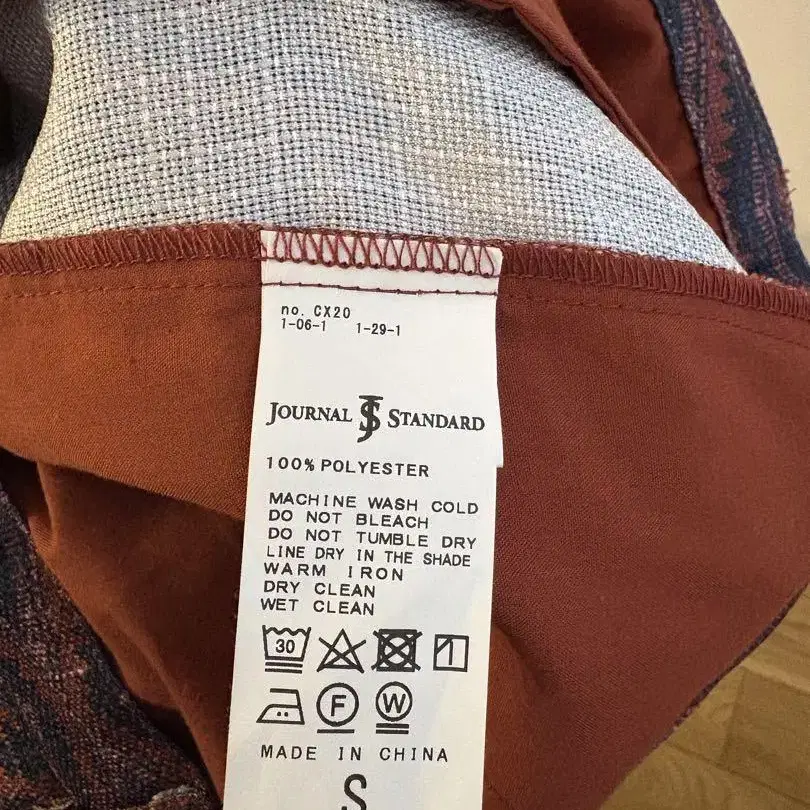 no. CX20
1-06-1 1-29-1
JOURNAL JS STANDARD
100% POLYESTER
MACHINE WASH COLD
DO NOT BLEACH
DO NOT TUMBLE DRY
LINE DRY IN THE SHADE
WARM IRON
DRY CLEAN
WET CLEAN
30
F W
MADE IN CHINA
S